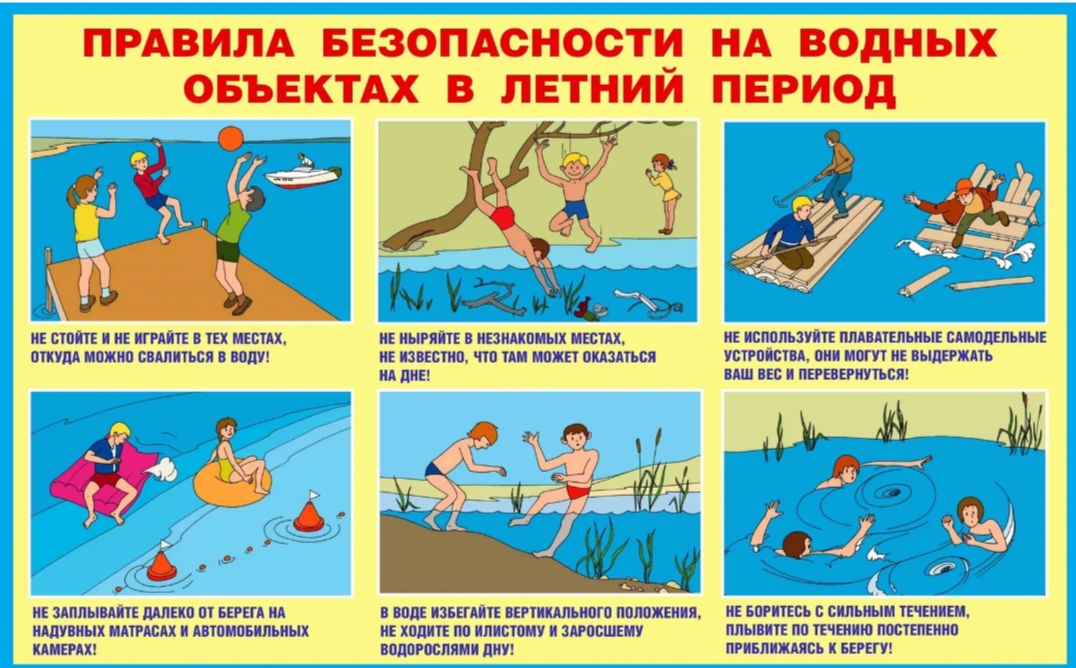 ПРАВИЛА БЕЗОПАСНОСТИ НА ВОДНЫХ
ОБЪЕКТАХ В ЛЕТНИЙ ПЕРИОД
НЕ СТОЙТЕ И НЕ ИГРАЙТЕ В ТЕХ МЕСТАХ,
ОТКУДА МОЖНО СВАЛИТЬСЯ В ВОДУ!
НЕ НЫРЯЙТЕ В НЕЗНАКОМЫХ МЕСТАХ,
НЕ ИЗВЕСТНО, ЧТО ТАМ МОЖЕТ ОКАЗАТЬСЯ
НА ДНЕ!
НЕ ИСПОЛЬЗУЙТЕ ПЛАВАТЕЛЬНЫЕ САМОДЕЛЬНЫЕ
УСТРОЙСТВА, ОНИ МОГУТ НЕ ВЫДЕРЖАТЬ
ВАШ ВЕС И ПЕРЕВЕРНУТЬСЯ!
НЕ ЗАПЛЫВАЙТЕ ДАЛЕКО ОТ БЕРЕГА НА
НАДУВНЫХ МАТРАСАХ И АВТОМОБИЛЬНЫХ
КАМЕРАХ!
В ВОДЕ ИЗБЕГАЙТЕ ВЕРТИКАЛЬНОГО ПОЛОЖЕНИЯ,
НЕ ХОДИТЕ ПО ИЛИСТОМУ И ЗАРОСШЕМУ
ВОДОРОСЛЯМИ ДНУ!
НЕ БОРИТЕСЬ С СИЛЬНЫМ ТЕЧЕНИЕМ,
ПЛЫВИТЕ ПО ТЕЧЕНИЮ ПОСТЕПЕННО
ПРИБЛИЖАЯСЬ К БЕРЕГУ!